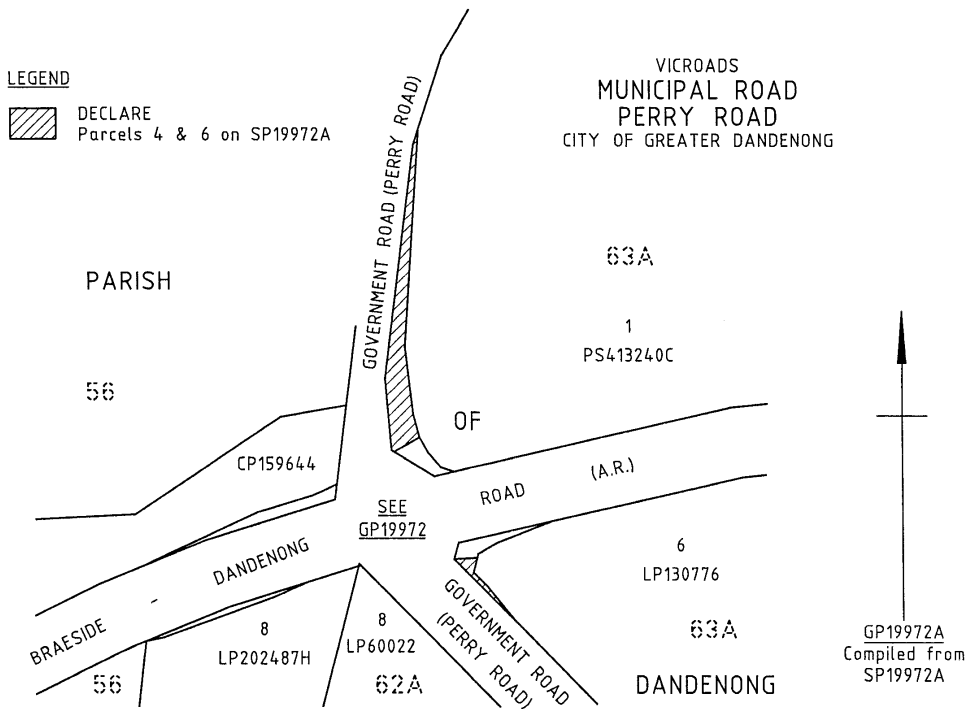 LEGEND
DECLARE
Parcels 4 & 6 on SP19972A
VICROADS
MUNICIPAL ROAD
PERRY ROAD
CITY OF GREATER DANDENONG
GOVERNMENT ROAD (PERRY ROAD)
PARISH
63A
1
PS413240C
56
OF
CP159644
ROAD (A.R.)
SEE
GP19972
DANDENONG
BRAESIDE -
6
LP130776
GOVERNMENT ROAD
(PERRY ROAD)
8
LP202487H
8
LP60022
63A
56
62A
DANDENONG
GP19972A
Compiled from
SP19972A